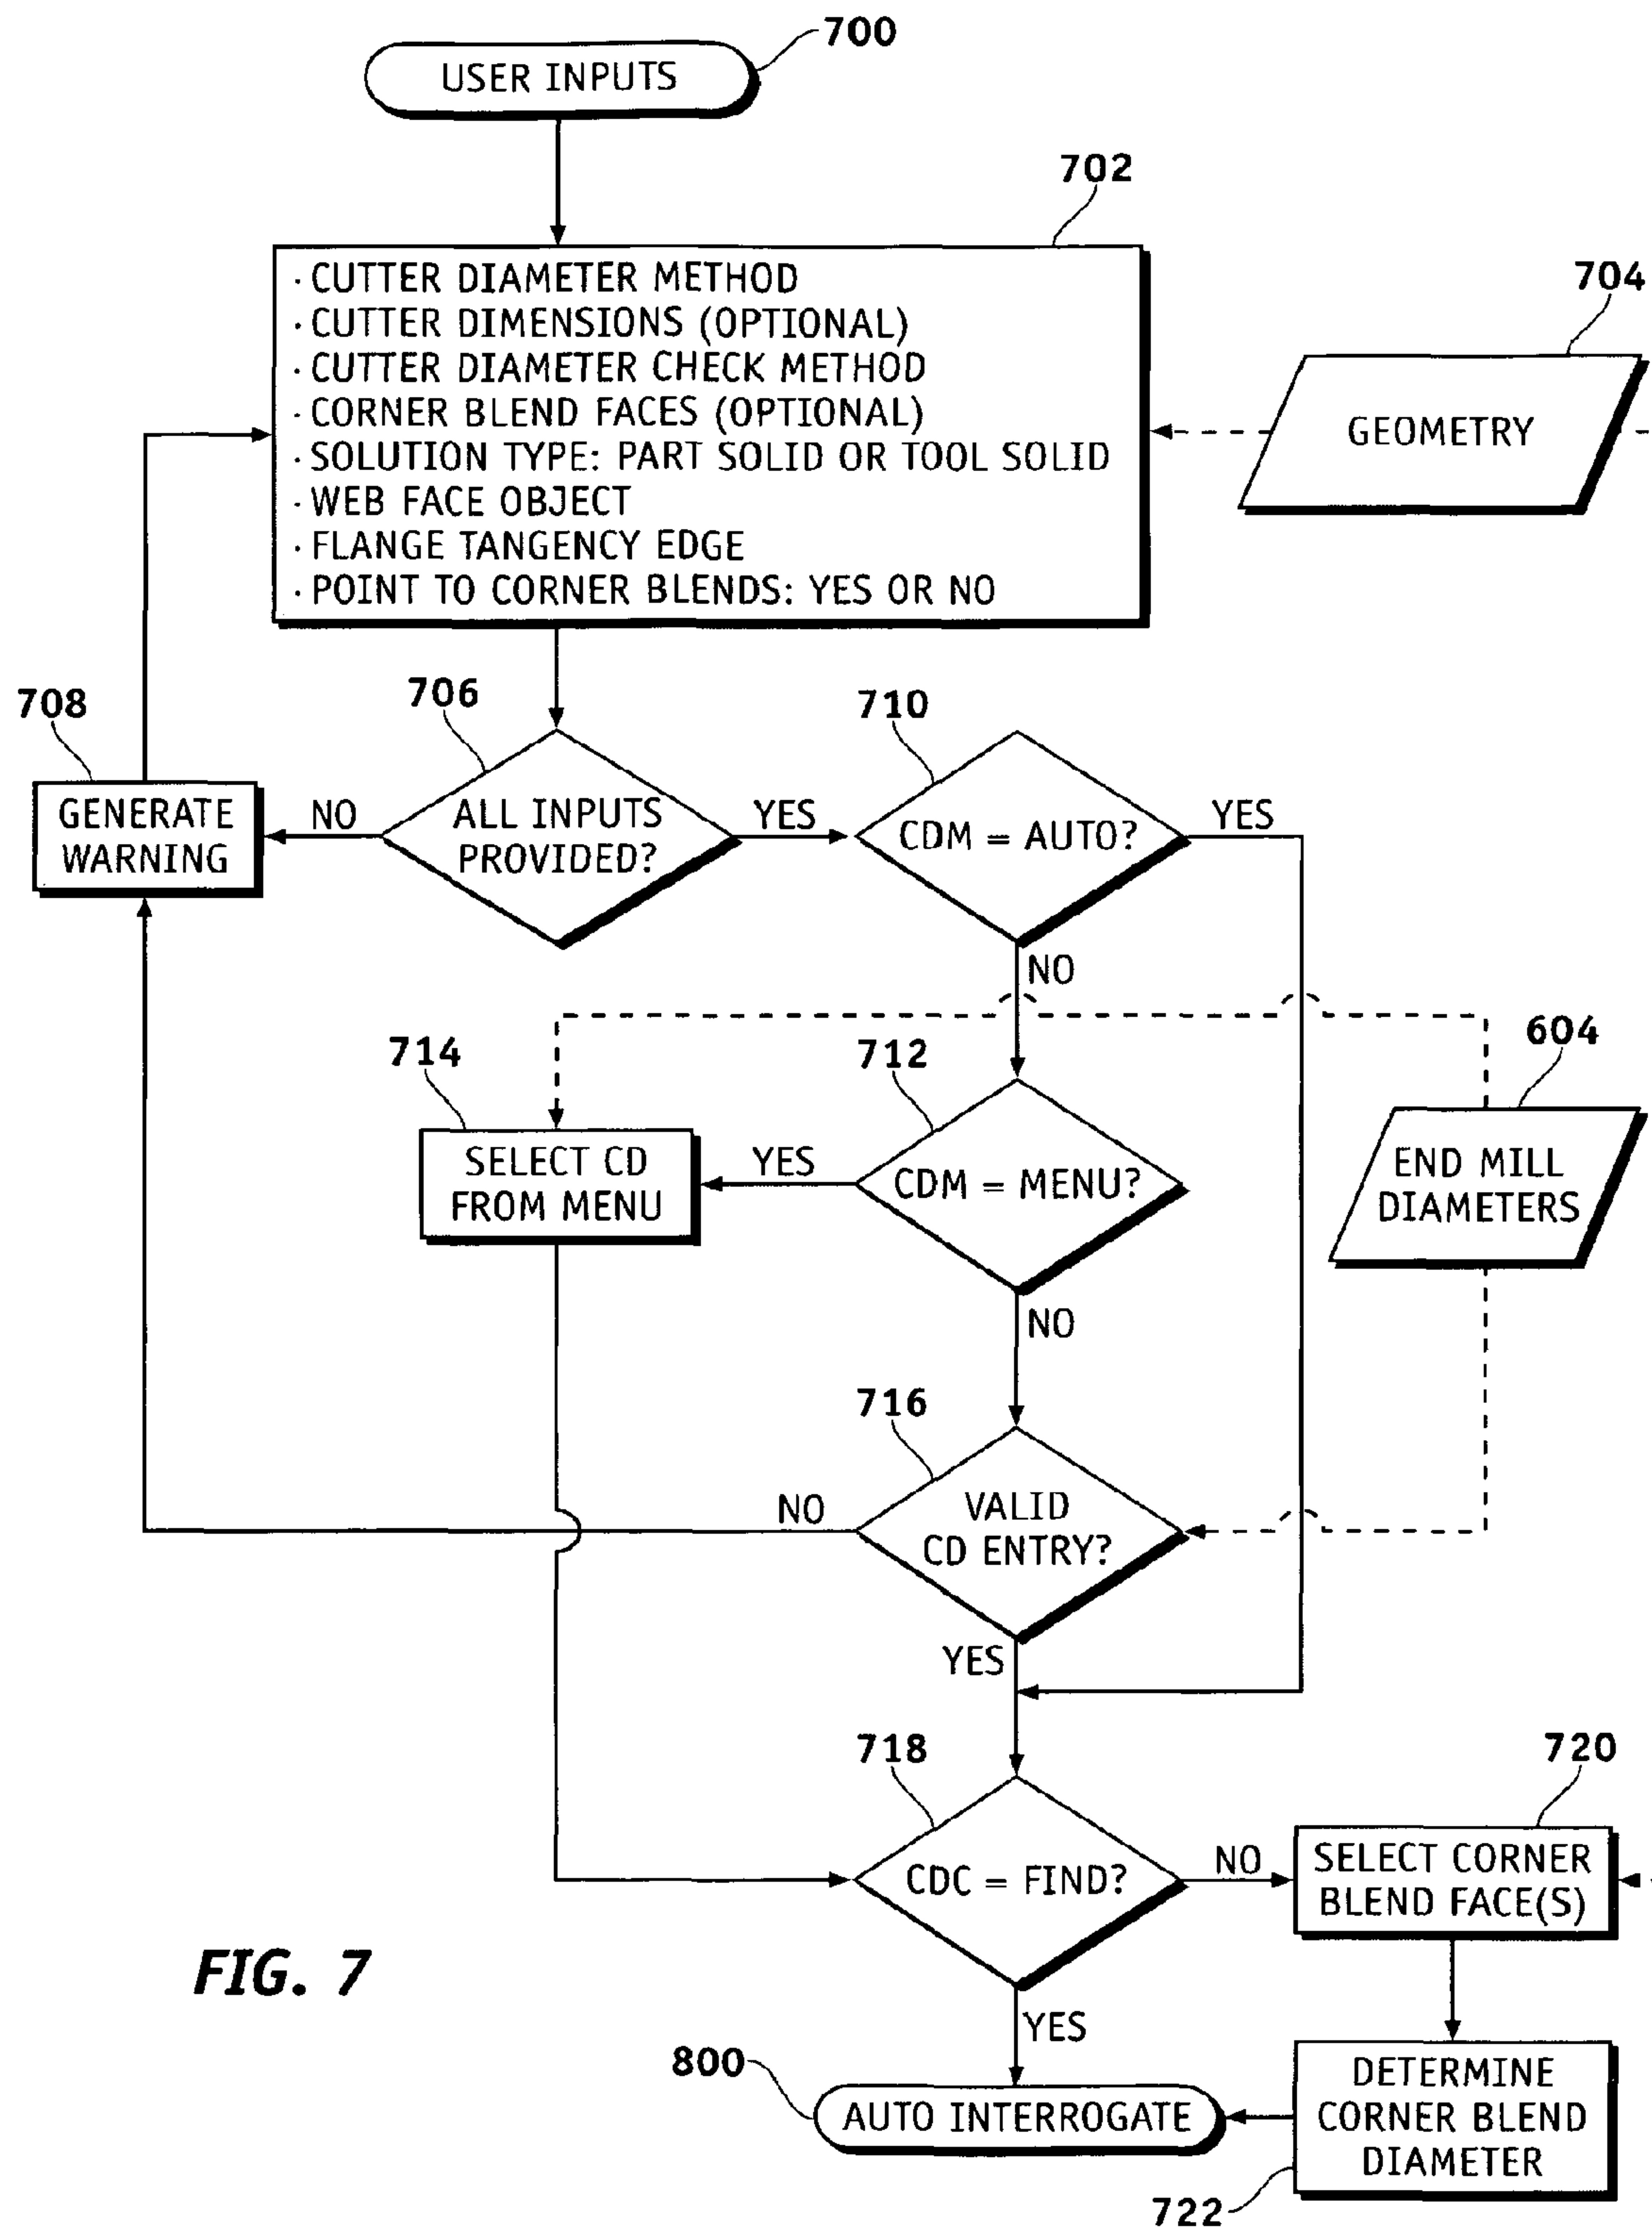 700
USER INPUTS
702
· CUTTER DIAMETER METHOD
· CUTTER DIMENSIONS (OPTIONAL)
· CUTTER DIAMETER CHECK METHOD
· CORNER BLEND FACES (OPTIONAL)
· SOLUTION TYPE: PART SOLID OR TOOL SOLID
· WEB FACE OBJECT
· FLANGE TANGENCY EDGE
· POINT TO CORNER BLENDS: YES OR NO
704
GEOMETRY
706
ALL INPUTS
PROVIDED?
NO
YES
708
GENERATE
WARNING
710
CDM = AUTO?
YES
NO
604
END MILL
DIAMETERS
712
CDM = MENU?
YES
NO
714
SELECT CD
FROM MENU
716
VALID
CD ENTRY?
NO
YES
718
CDC = FIND?
NO
YES
720
SELECT CORNER
BLEND FACE(S)
722
DETERMINE
CORNER BLEND
DIAMETER
800
AUTO INTERROGATE
FIG. 7